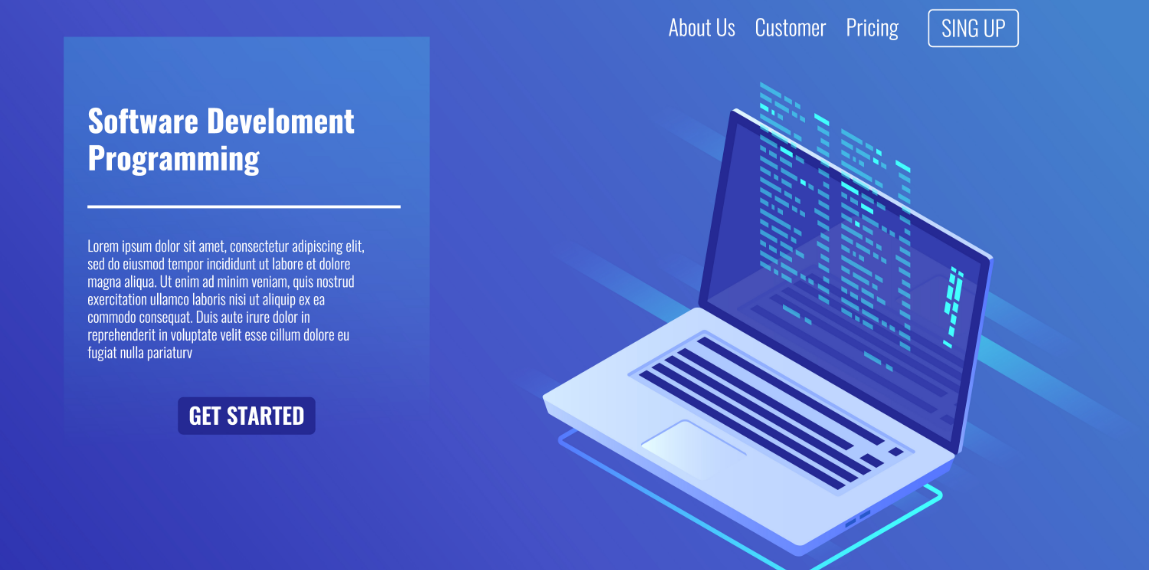 About Us Customer Pricing SING UP
Software Develoment
Programming
Lorem ipsum dolor sit amet, consectetur adipiscing elit,
sed do eiusmod tempor incididunt ut labore et dolore
magna aliqua. Ut enim ad minim veniam, quis nostrud
exercitation ullamco laboris nisi ut aliquip ex ea
commodo consequat. Duis aute irure dolor in
reprehenderit in voluptate velit esse cillum dolore eu
fugiat nulla pariaturv
GET STARTED